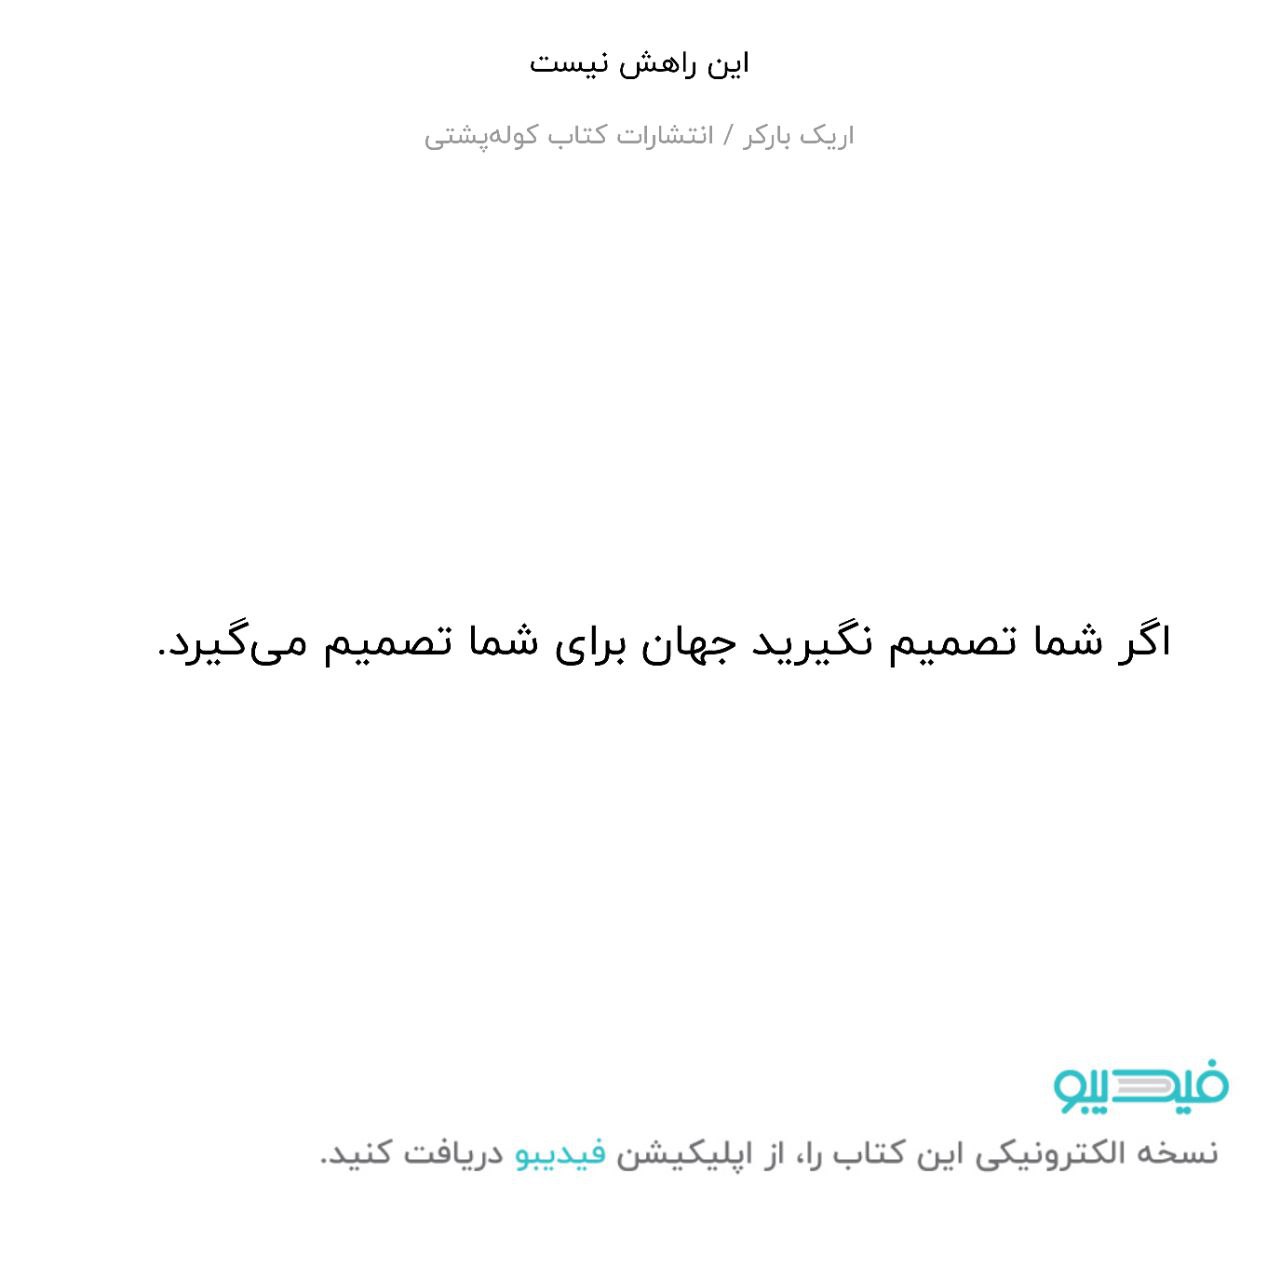 این راهش نیست
اریک بارکر / انتشارات کتاب کوله‌پشتی
اگر شما تصمیم نگیرید جهان برای شما تصمیم می‌گیرد.
فیدیبو
نسخه الکترونیکی این کتاب را، از اپلیکیشن فیدیبو دریافت کنید.